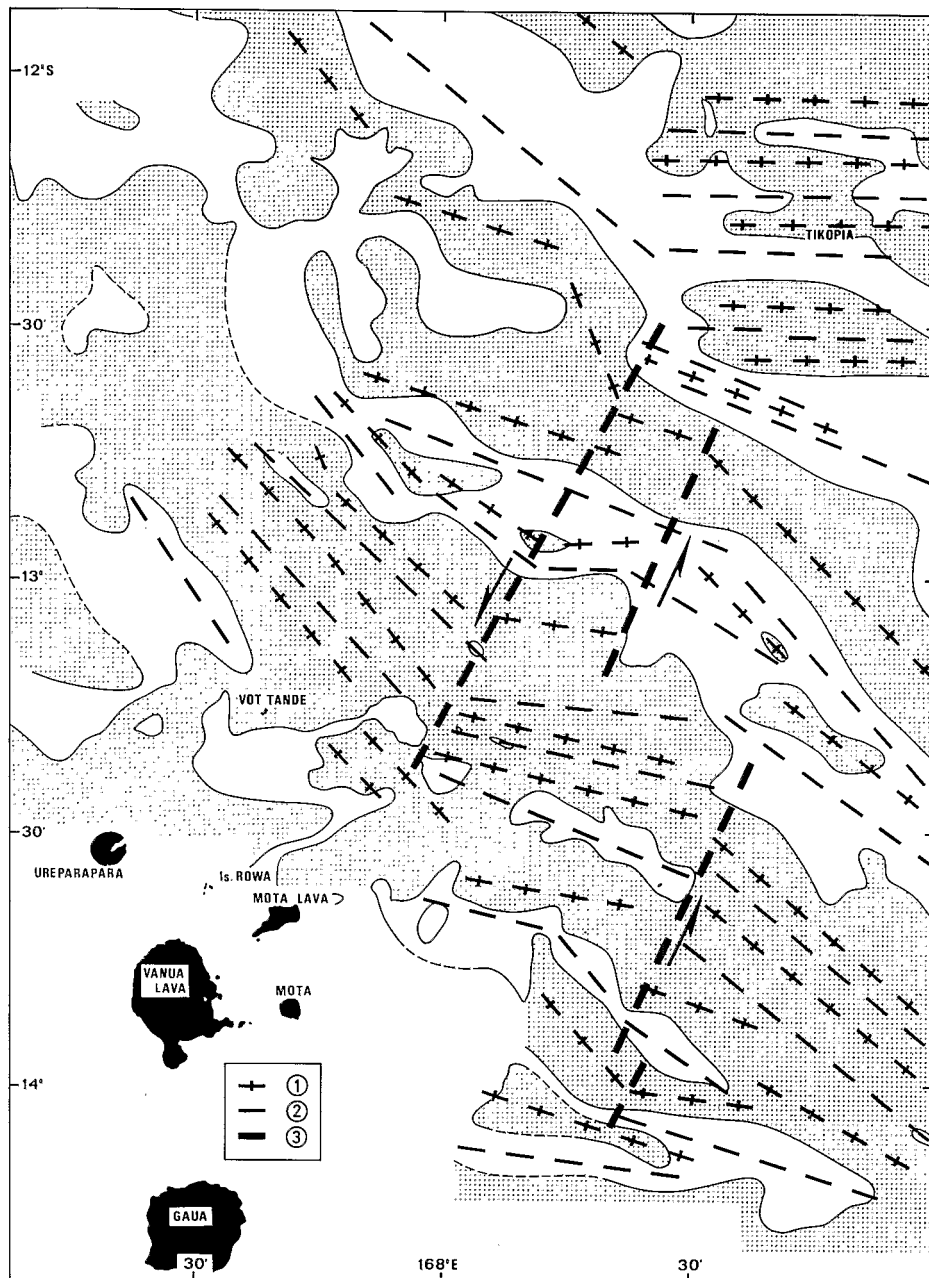 12°S
TIKOPIA
30'
13°
VOT TANDE
30'
UREPARAPARA
Is. ROWA
MOTA LAVA
VANUA
LAVA
MOTA
14°
①
②
③
GAUA
30'
168°E
30'